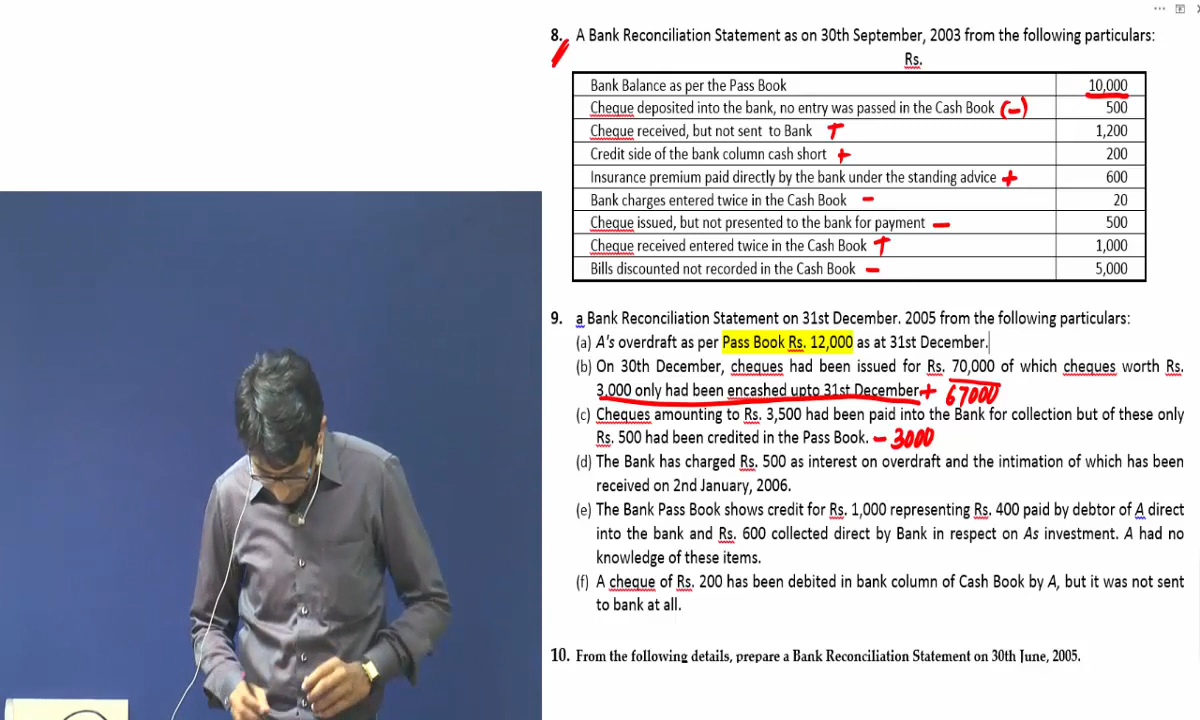 8. A Bank Reconciliation Statement as on 30th September, 2003 from the following particulars:
Rs.
Bank Balance as per the Pass Book 10,000
Cheque deposited into the bank, no entry was passed in the Cash Book (-) 500
Cheque received, but not sent to Bank + 1,200
Credit side of the bank column cash short + 200
Insurance premium paid directly by the bank under the standing advice + 600
Bank charges entered twice in the Cash Book - 20
Cheque issued, but not presented to the bank for payment - 500
Cheque received entered twice in the Cash Book + 1,000
Bills discounted not recorded in the Cash Book - 5,000
9. a Bank Reconciliation Statement on 31st December. 2005 from the following particulars:
(a) A's overdraft as per Pass Book Rs. 12,000 as at 31st December.
(b) On 30th December, cheques had been issued for Rs. 70,000 of which cheques worth Rs.
3,000 only had been encashed upto 31st December + 67000
(c) Cheques amounting to Rs. 3,500 had been paid into the Bank for collection but of these only
Rs. 500 had been credited in the Pass Book. - 3000
(d) The Bank has charged Rs. 500 as interest on overdraft and the intimation of which has been
received on 2nd January, 2006.
(e) The Bank Pass Book shows credit for Rs. 1,000 representing Rs. 400 paid by debtor of A direct
into the bank and Rs. 600 collected direct by Bank in respect on As investment. A had no
knowledge of these items.
(f) A cheque of Rs. 200 has been debited in bank column of Cash Book by A, but it was not sent
to bank at all.
10. From the following details, prepare a Bank Reconciliation Statement on 30th June, 2005.